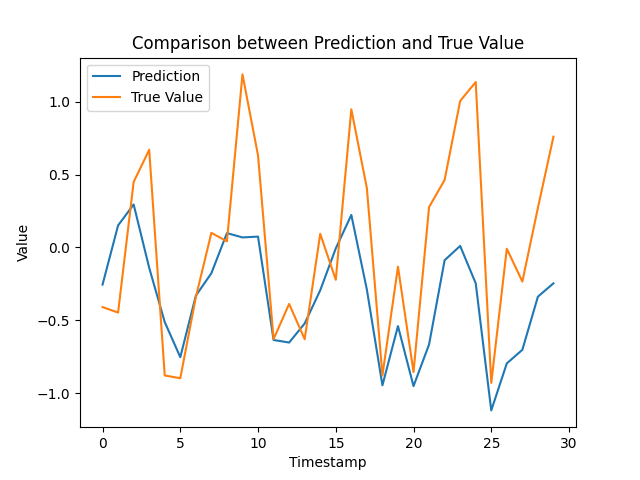 Comparison between Prediction and True Value
Prediction
True Value
1.0
0.5
0.0
−0.5
−1.0
Value
0 5 10 15 20 25 30
Timestamp